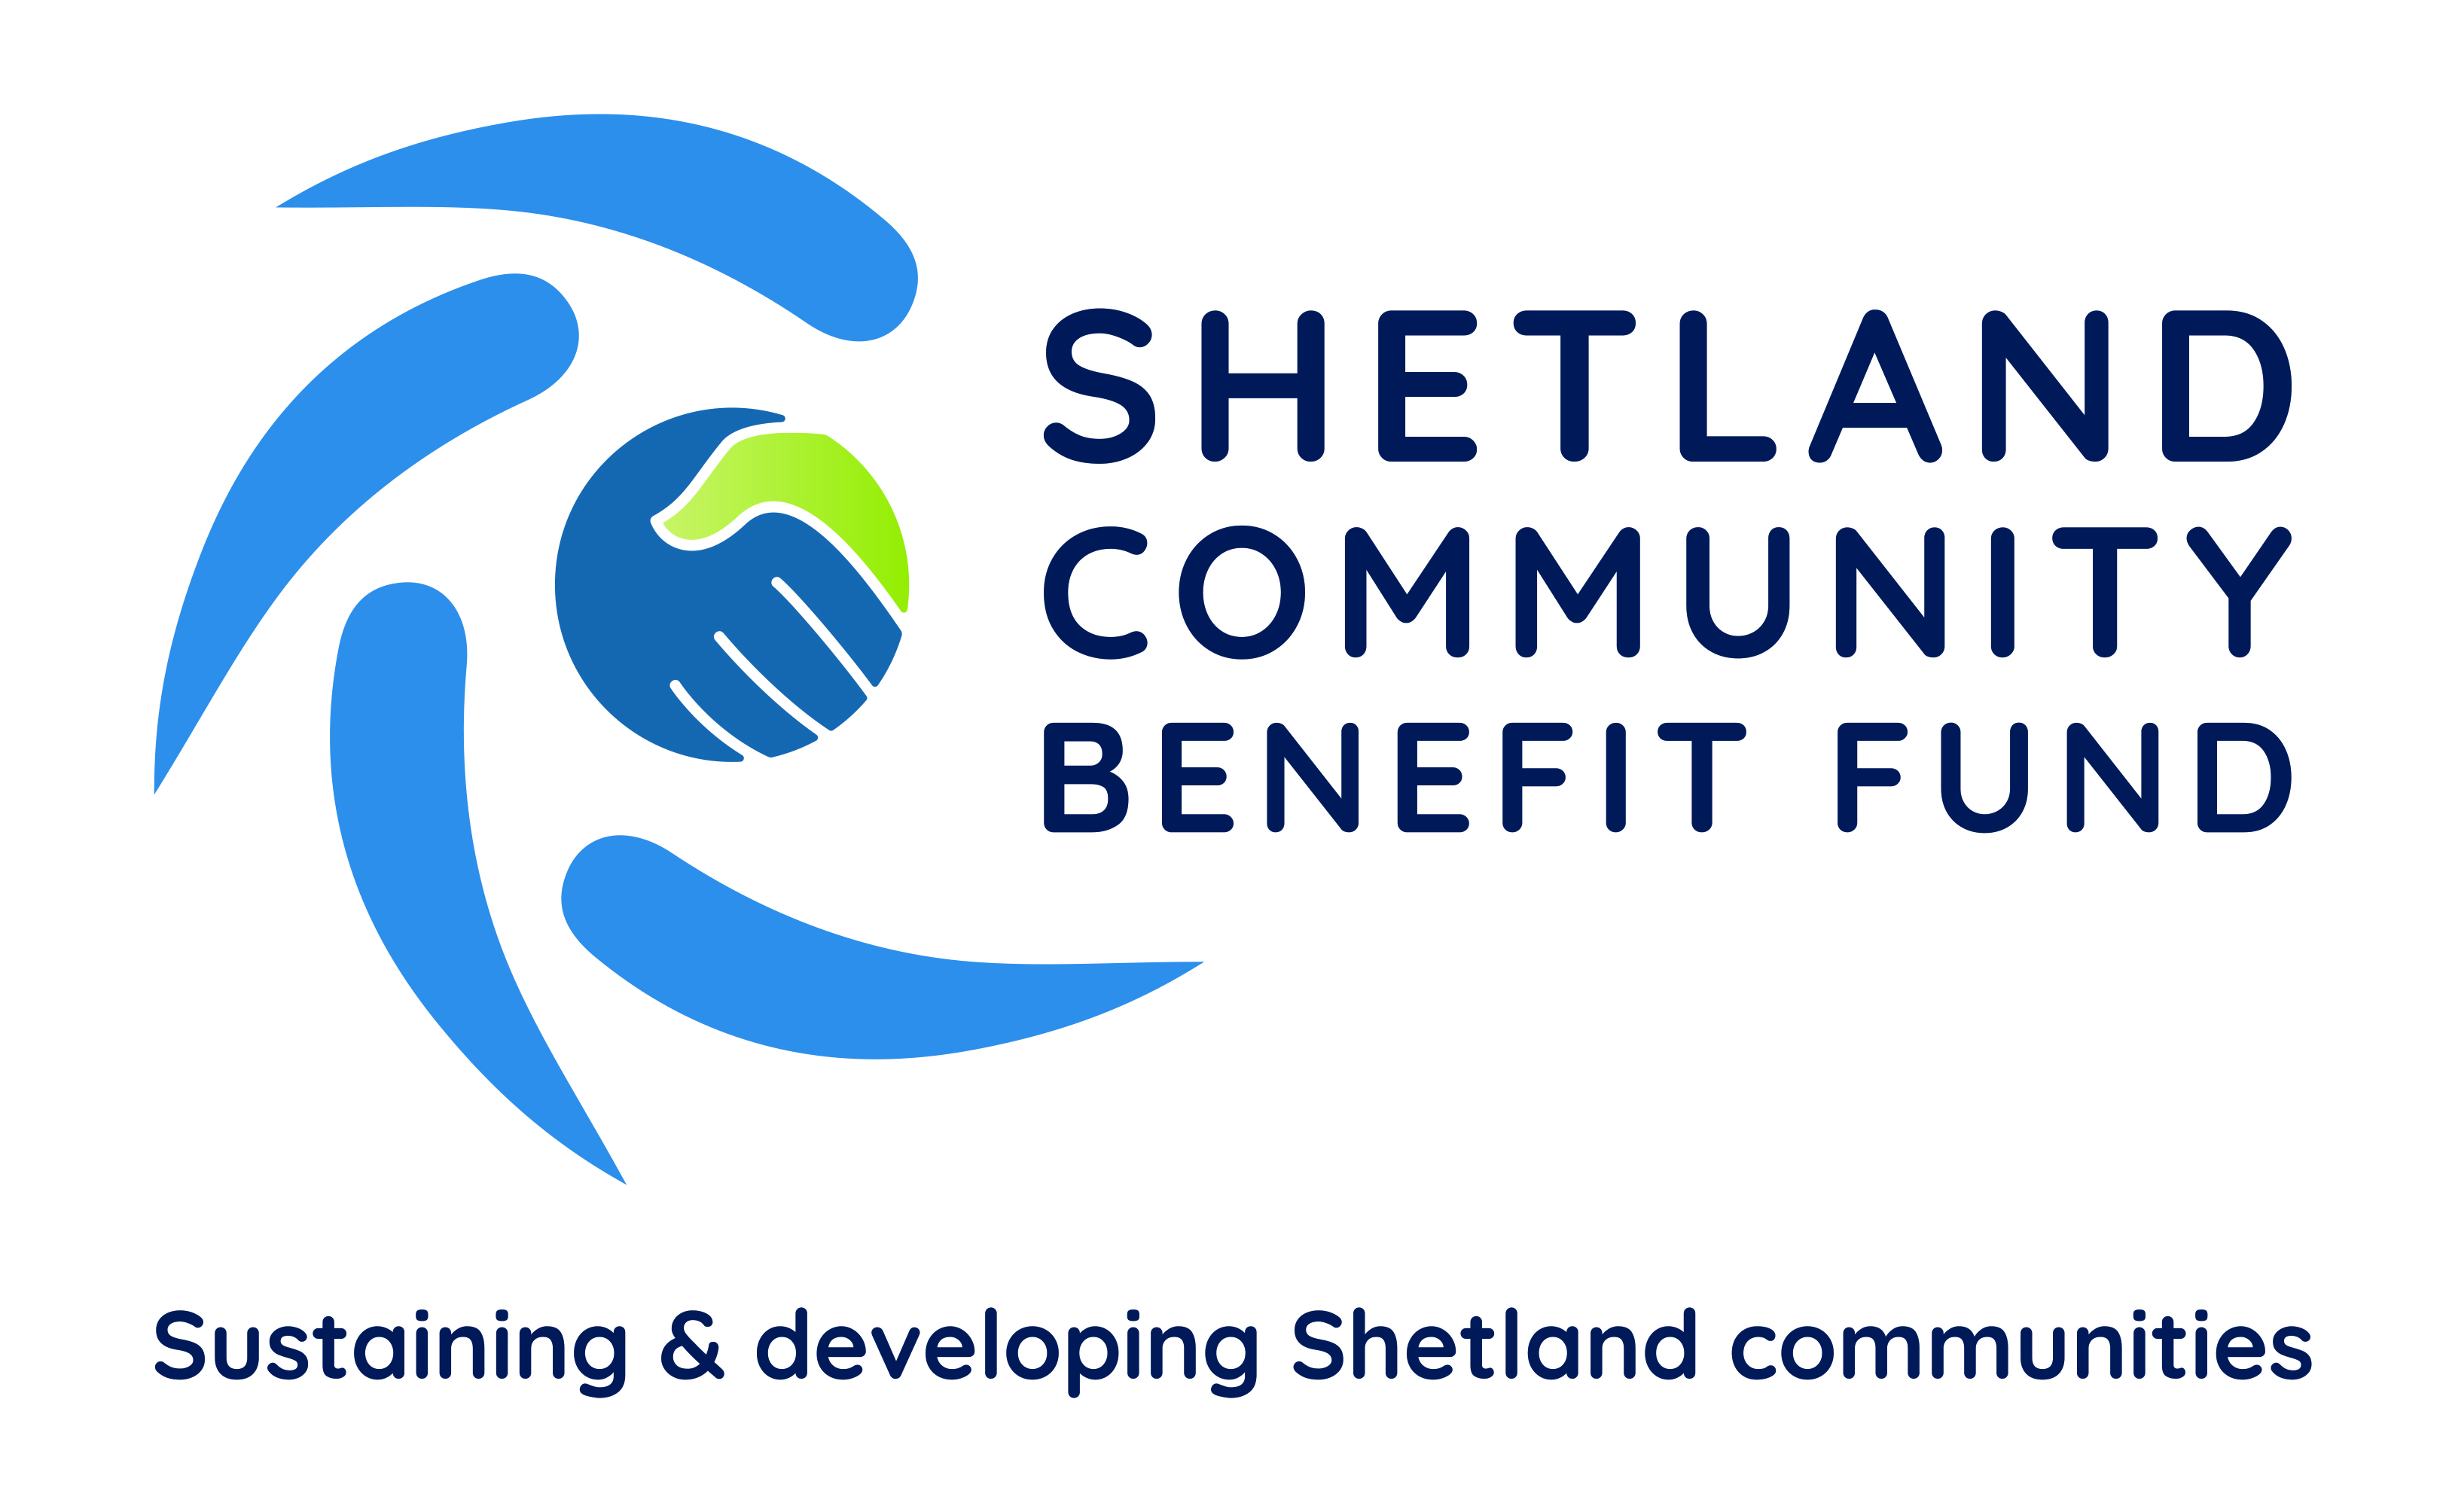 SHETLAND
COMMUNITY
BENEFIT FUND
Sustaining & developing Shetland communities